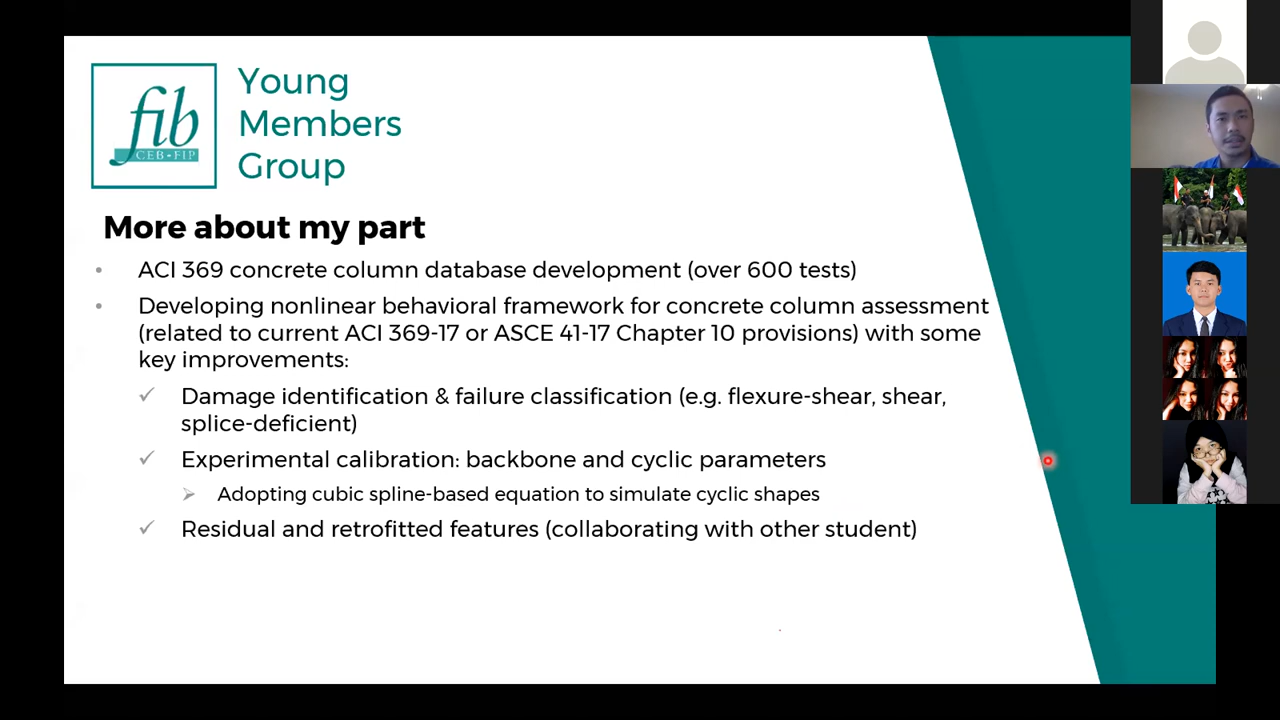 fib
CEB-FIP
Young
Members
Group
More about my part
• ACI 369 concrete column database development (over 600 tests)
• Developing nonlinear behavioral framework for concrete column assessment
(related to current ACI 369-17 or ASCE 41-17 Chapter 10 provisions) with some
key improvements:
✓ Damage identification & failure classification (e.g. flexure-shear, shear,
splice-deficient)
✓ Experimental calibration: backbone and cyclic parameters
➢ Adopting cubic spline-based equation to simulate cyclic shapes
✓ Residual and retrofitted features (collaborating with other student)